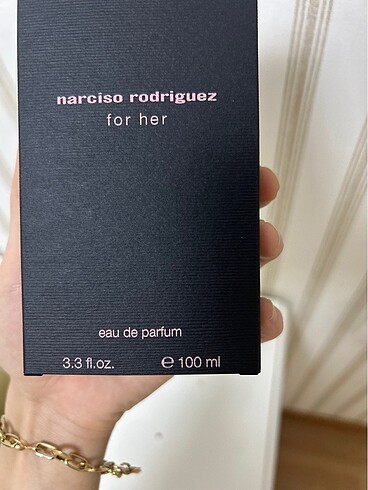 narciso rodriguez
for her
eau de parfum
3.3 fl.oz. ℮ 100 ml